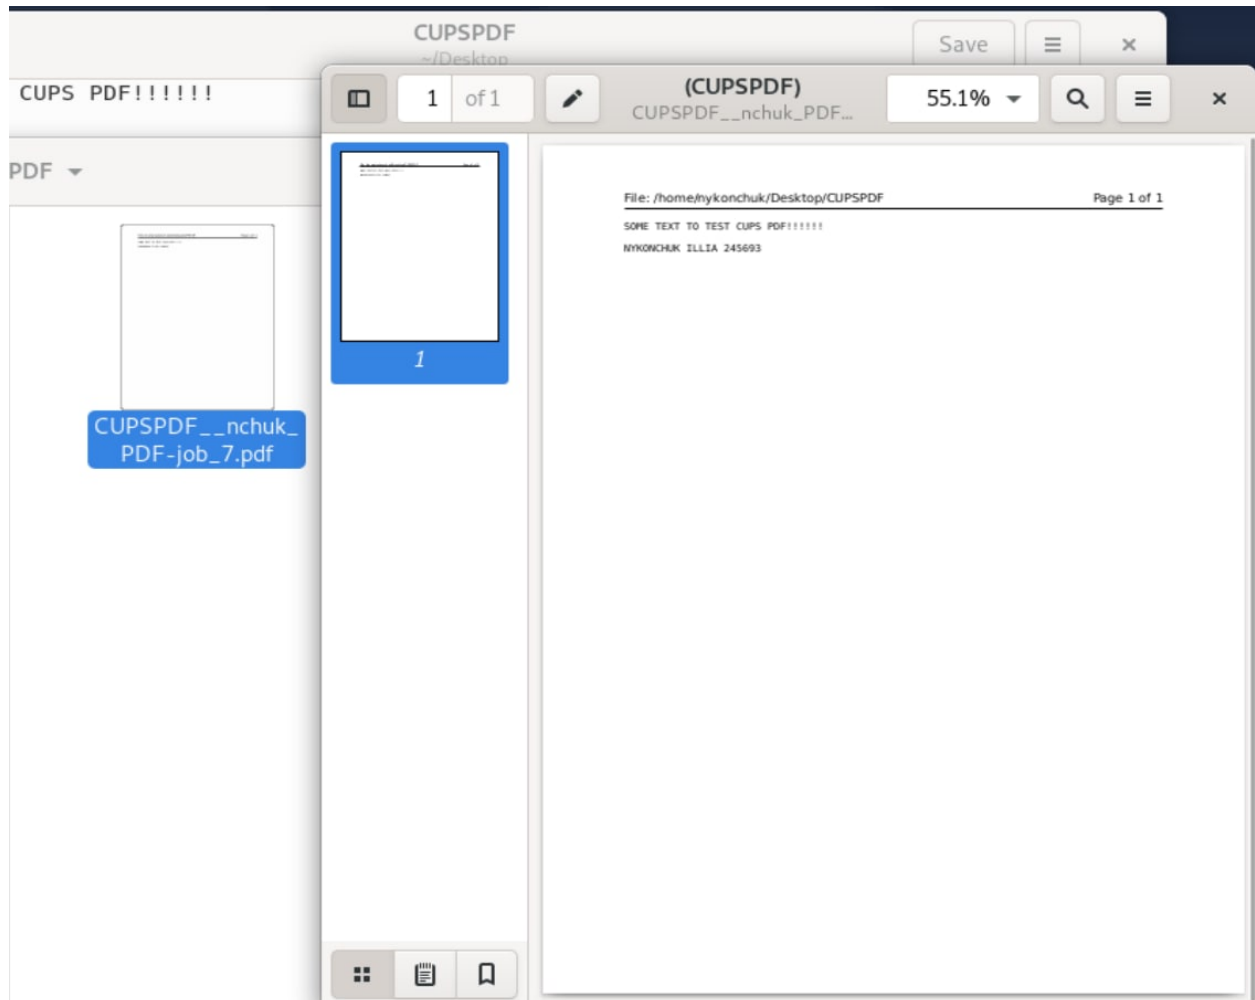 CUPSPDF
~/Desktop
Save
CUPS PDF!!!!!!
PDF
CUPSPDF__nchuk_
PDF-job_7.pdf
1 of 1
(CUPSPDF)
CUPSPDF__nchuk_PDF...
55.1%
1
File: /home/nykonchuk/Desktop/CUPSPDF Page 1 of 1
SOME TEXT TO TEST CUPS PDF!!!!!!
NYKONCHUK ILLIA 245693